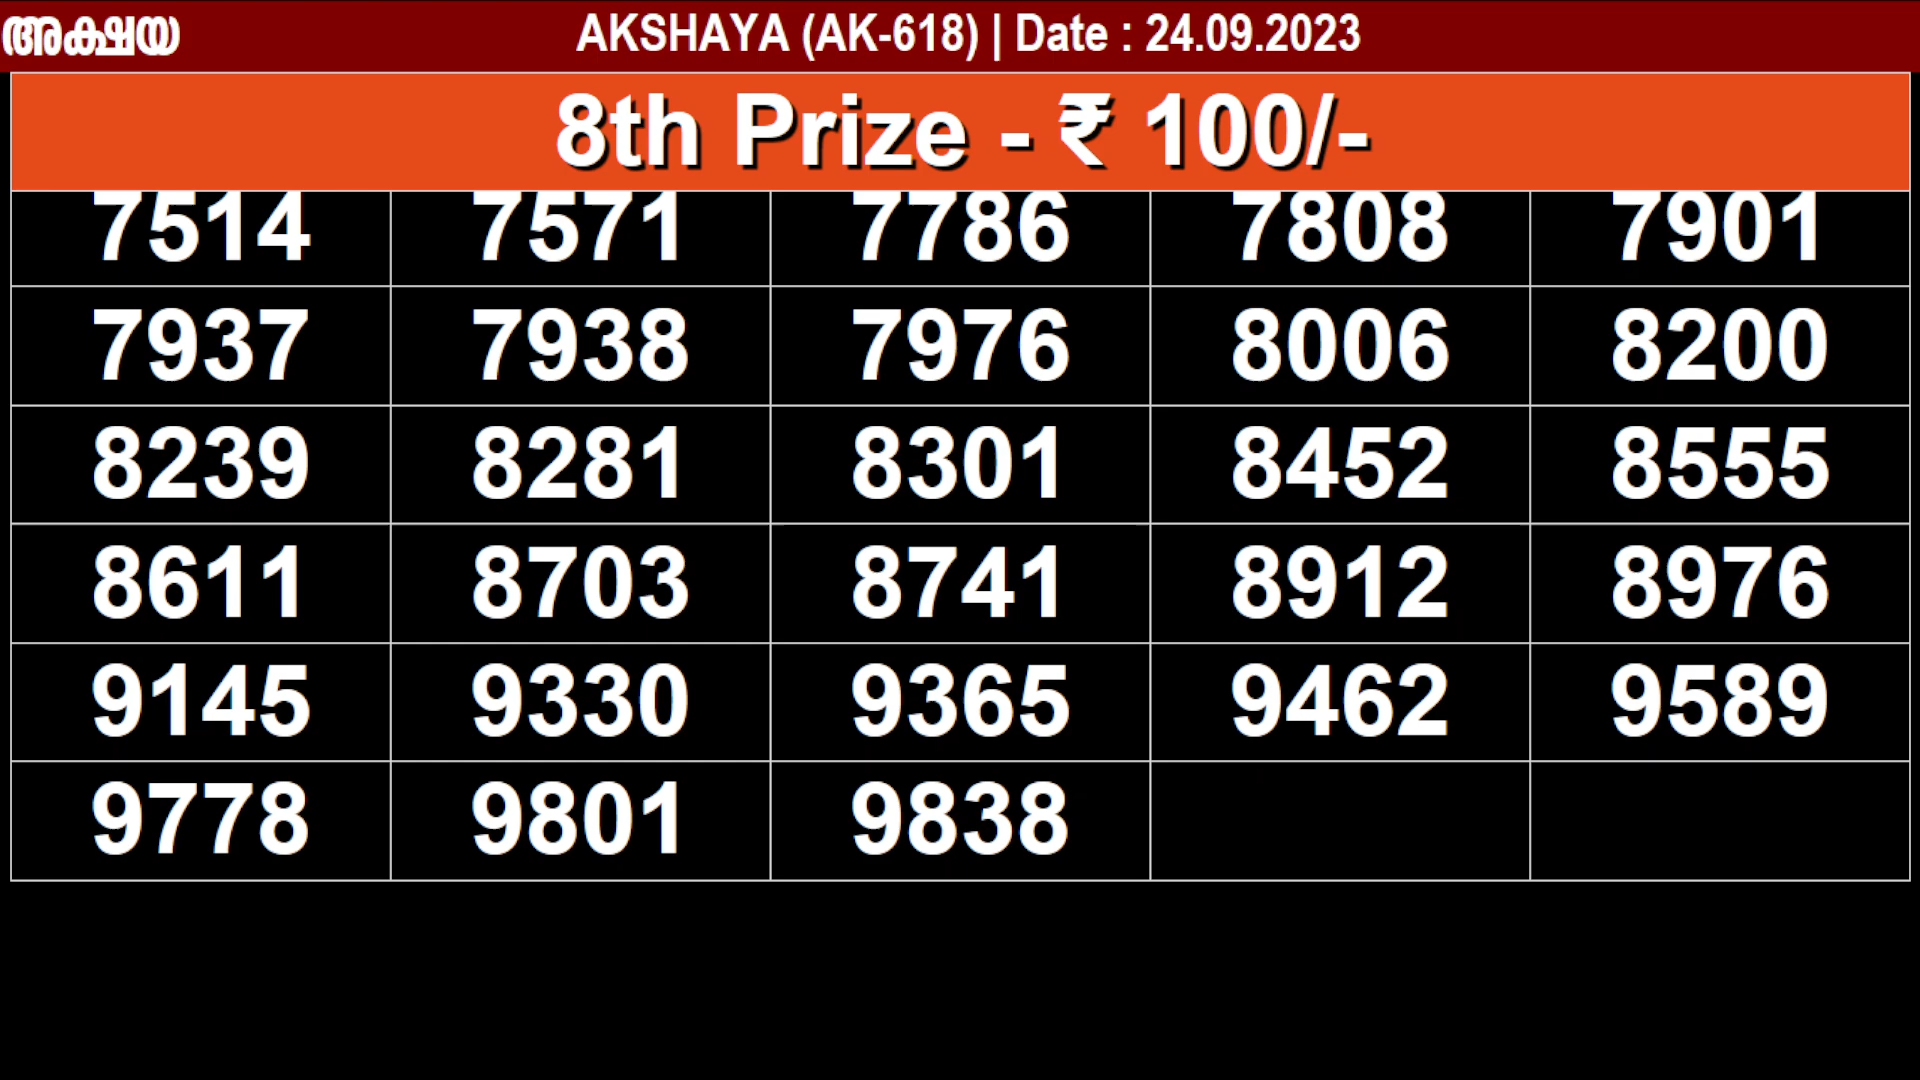 അക്ഷയ AKSHAYA (AK-618) | Date : 24.09.2023
8th Prize - ₹ 100/-
7514 7571 7786 7808 7901
7937 7938 7976 8006 8200
8239 8281 8301 8452 8555
8611 8703 8741 8912 8976
9145 9330 9365 9462 9589
9778 9801 9838